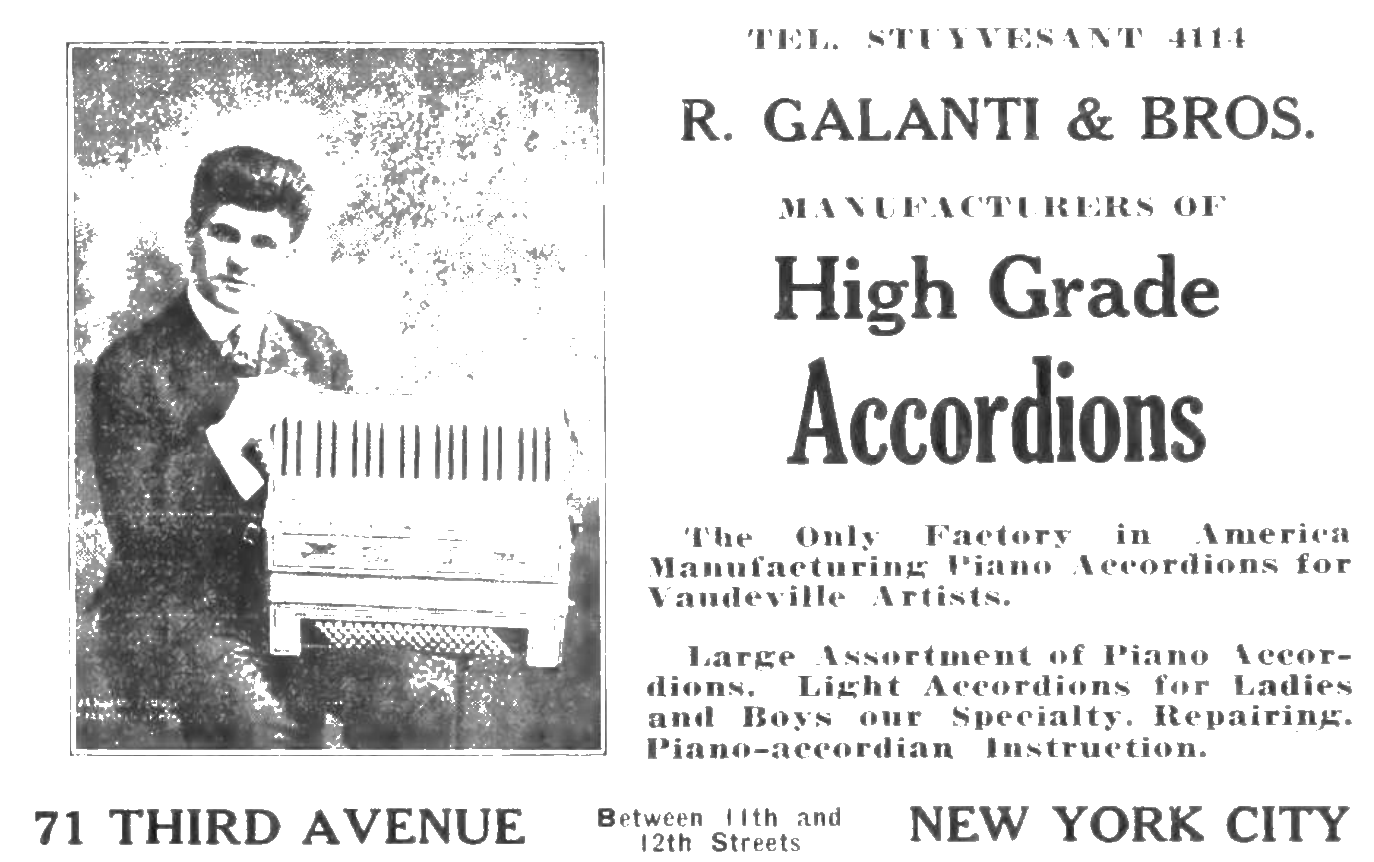 TEL. STUYVESANT 4114
R. GALANTI & BROS.
MANUFACTURERS OF
High Grade
Accordions
The Only Factory in America
Manufacturing Piano Accordions for
Vaudeville Artists.
Large Assortment of Piano Accor-
dions. Light Accordions for Ladies
and Boys our Specialty. Repairing.
Piano-accordian Instruction.
71 THIRD AVENUE
Between 11th and
12th Streets
NEW YORK CITY